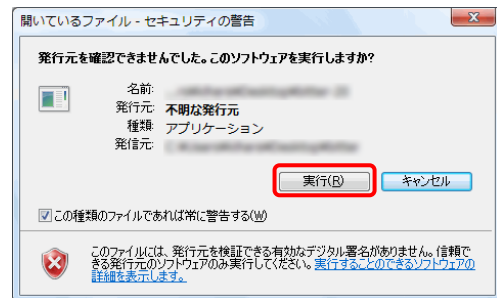 開いているファイル - セキュリティの警告
発行元を確認できませんでした。このソフトウェアを実行しますか?
名前:
発行元: 不明な発行元
種類: アプリケーション
発信元:
実行(R)
キャンセル
この種類のファイルであれば常に警告する(W)
このファイルには、発行元を検証できる有効なデジタル署名がありません。信頼で
きる発行元のソフトウェアのみ実行してください。実行することのできるソフトウェアの
詳細を表示します。